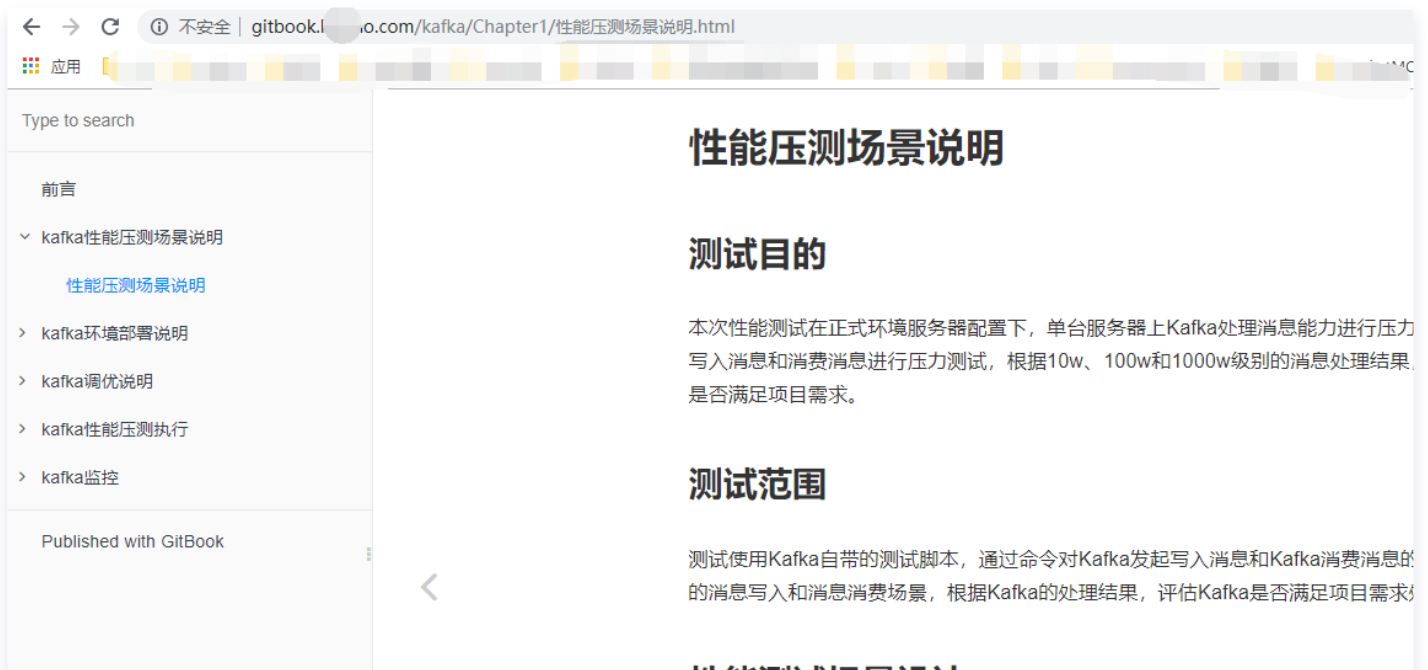 不安全 | gitbook. o.com/kafka/Chapter1/性能压测场景说明.html
应用
Type to search
前言
kafka性能压测场景说明
性能压测场景说明
kafka环境部署说明
kafka调优说明
kafka性能压测执行
kafka监控
Published with GitBook
性能压测场景说明
测试目的
本次性能测试在正式环境服务器配置下，单台服务器上Kafka处理消息能力进行压力
写入消息和消费消息进行压力测试，根据10w、100w和1000w级别的消息处理结果，
是否满足项目需求。
测试范围
测试使用Kafka自带的测试脚本，通过命令对Kafka发起写入消息和Kafka消费消息的
的消息写入和消息消费场景，根据Kafka的处理结果，评估Kafka是否满足项目需求